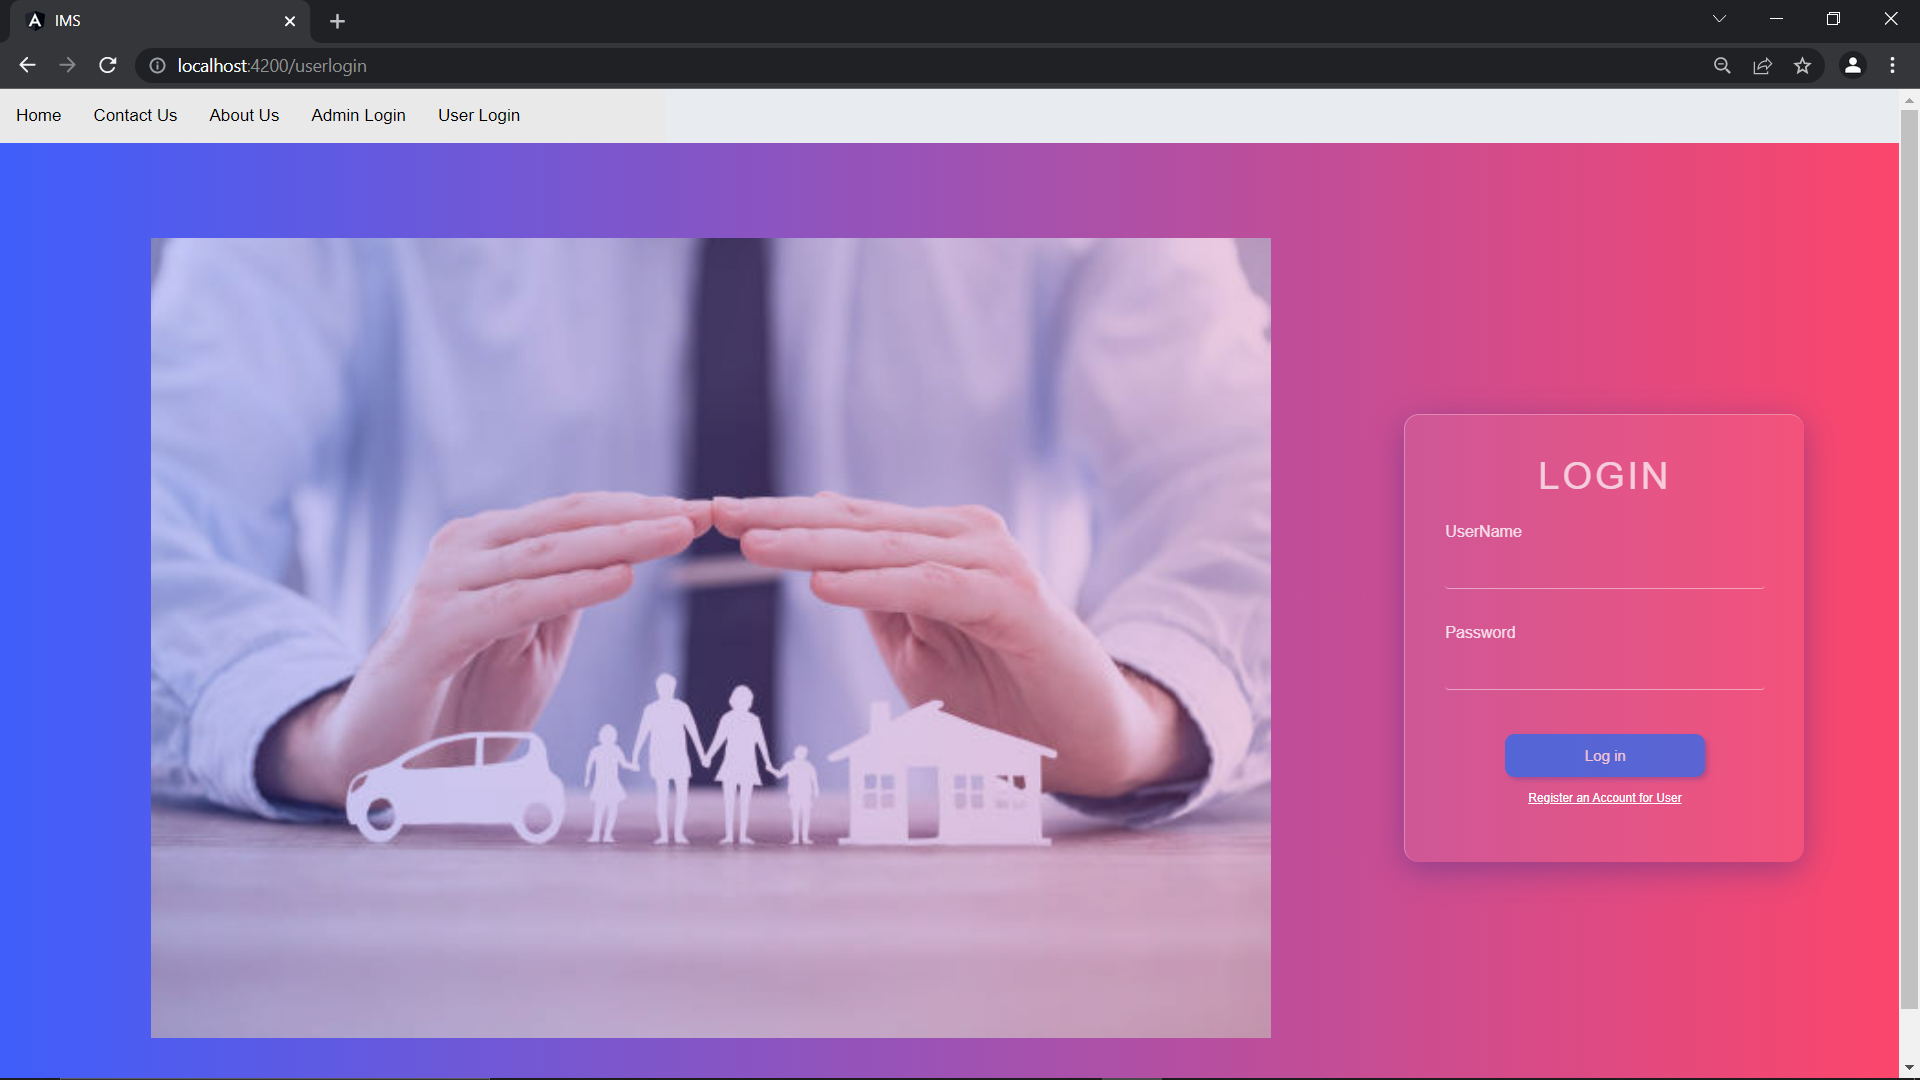 IMS
localhost:4200/userlogin
Home Contact Us About Us Admin Login User Login
LOGIN
UserName
Password
Log in
Register an Account for User